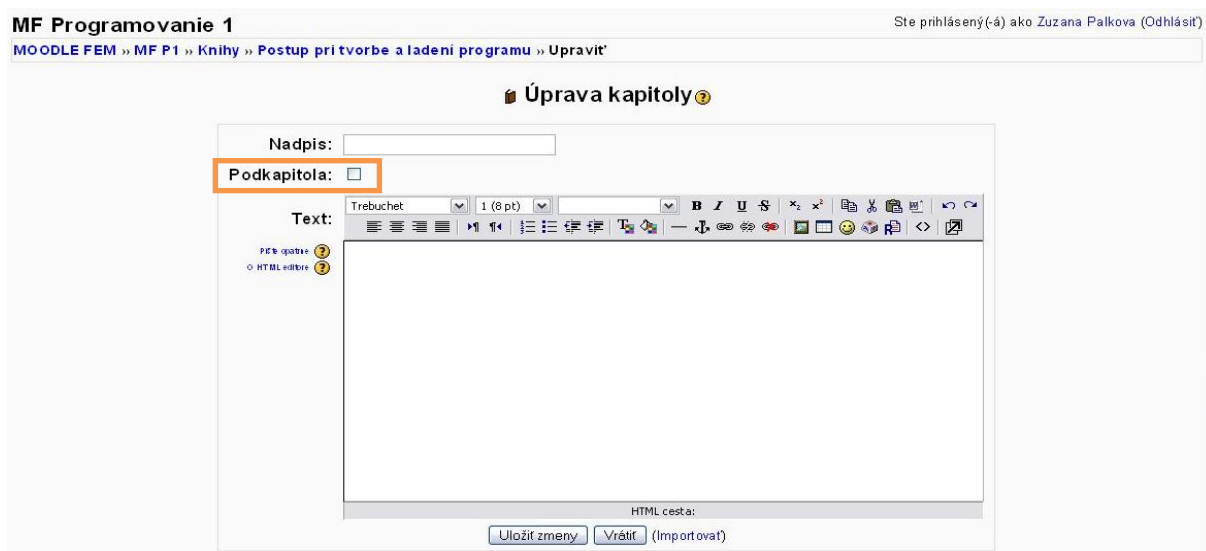 MF Programovanie 1
Ste prihlásený(-á) ako Zuzana Palkova (Odhlásiť)
MOODLE FEM » MF P1 » Knihy » Postup pri tvorbe a ladení programu » Upraviť
Úprava kapitoly
Nadpis:
Podkapitola:
Text:
Trebuchet 1 (8 pt) B I U S
Píšte opatrne
O HTML editore
HTML cesta:
Uložiť zmeny Vrátiť (Importovať)